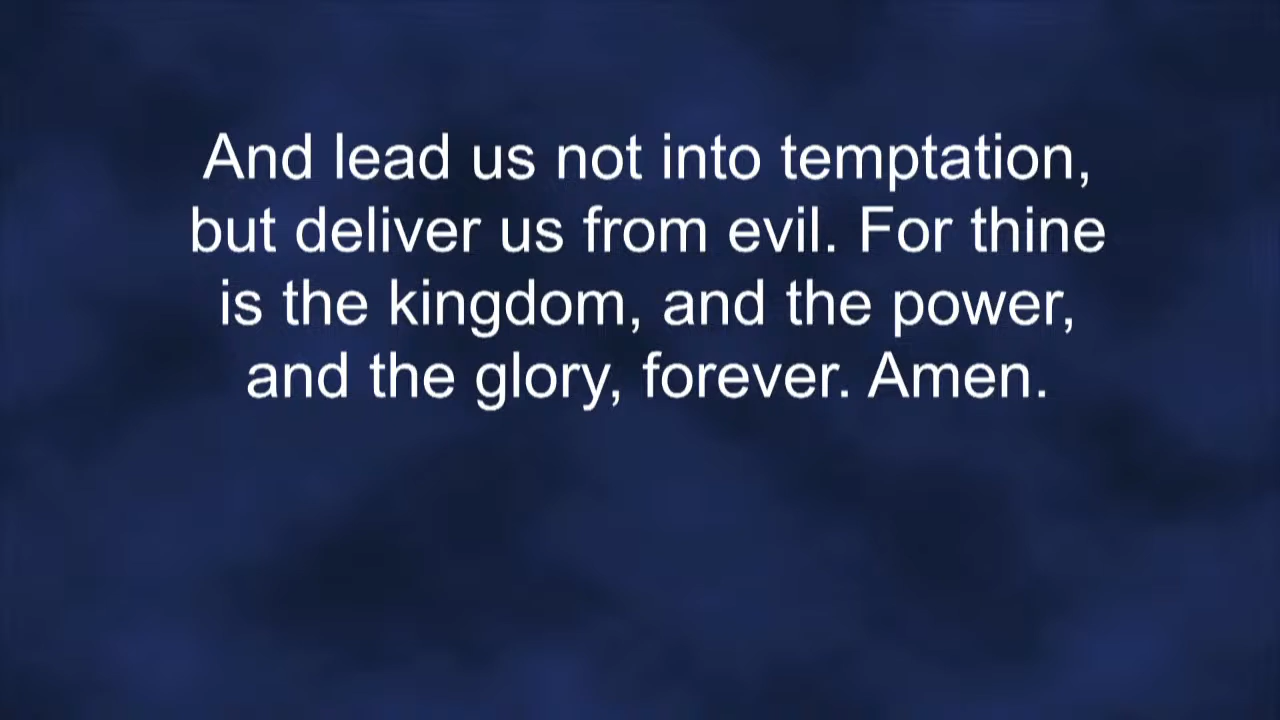 And lead us not into temptation,
but deliver us from evil. For thine
is the kingdom, and the power,
and the glory, forever. Amen.